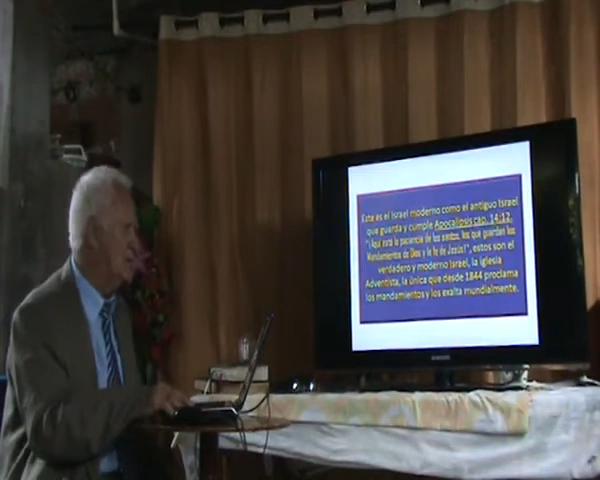 Este es el Israel moderno como el antiguo Israel
que guarda y cumple Apocalipsis cap. 14:12.
"¡Aquí está la paciencia de los santos, los que guardan los
Mandamientos de Dios y la fe de Jesús!", estos son el
verdadero y moderno Israel, la iglesia
Adventista, la única que desde 1844 proclama
los mandamientos y los exalta mundialmente.
SAMSUNG